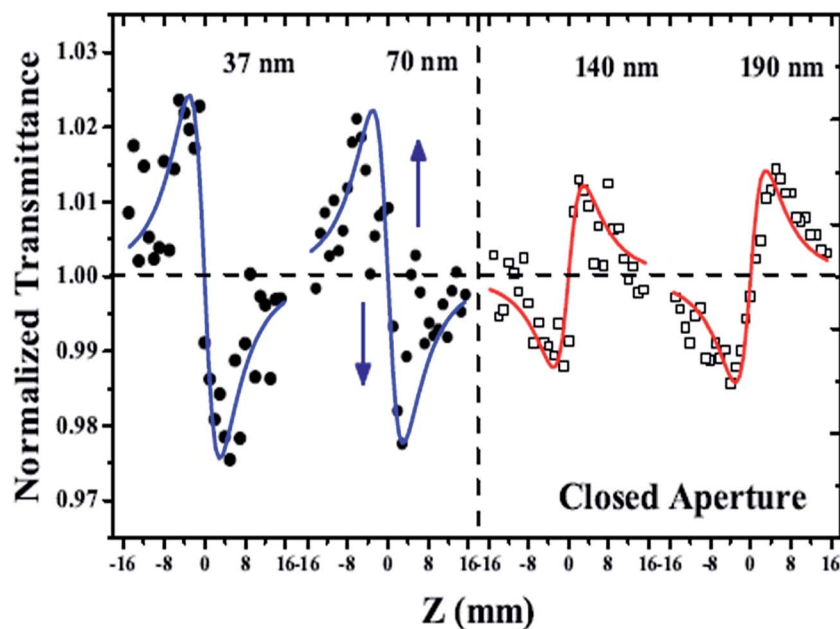 37 nm 70 nm 140 nm 190 nm
Normalized Transmittance
1.03
1.02
1.01
1.00
0.99
0.98
0.97
Closed Aperture
-16 -8 0 8 16-16 -8 0 8 16-16 -8 0 8 16-16 -8 0 8 16
Z (mm)